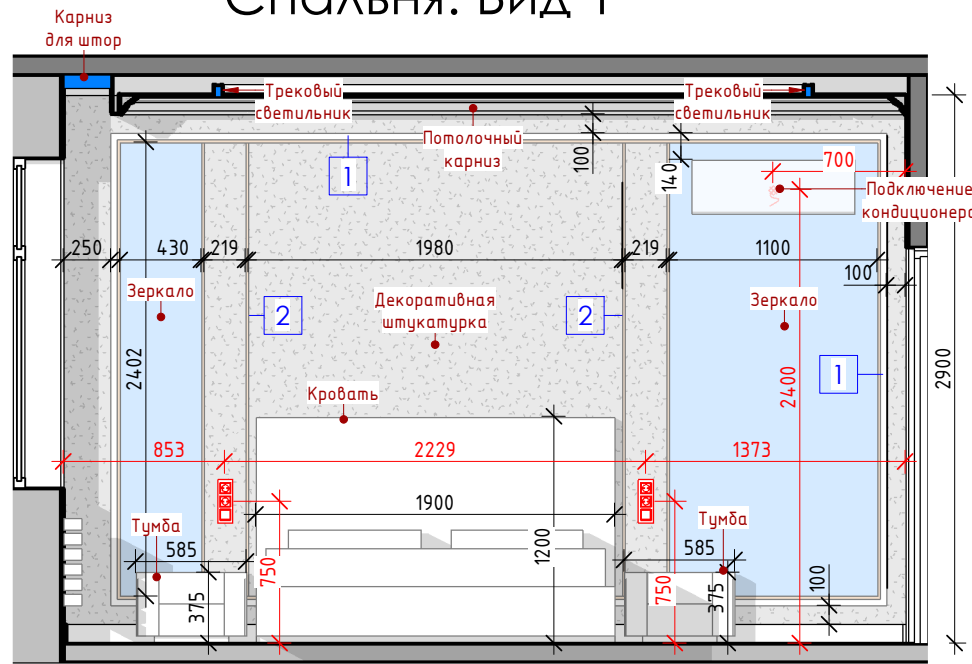 Спальня. Вид 1
Карниз
для штор
Трековый
светильник
Трековый
светильник
Потолочный
карниз
100
140
700
1
Подключение
кондиционера
250
430
219
1980
219
1100
100
Зеркало
2
Декоративная
штукатурка
2
Зеркало
2402
1
2400
2900
Кровать
853
2229
1373
1900
Тумба
Тумба
585
1200
585
750
375
750
375
100